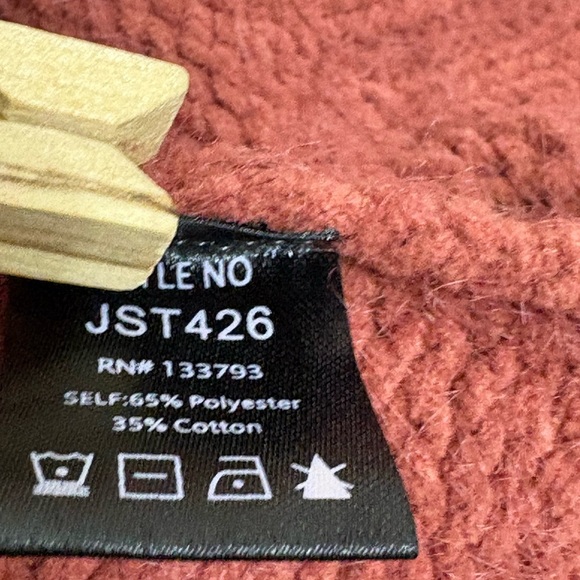 LE NO
JST426
RN# 133793
SELF:65% Polyester
35% Cotton